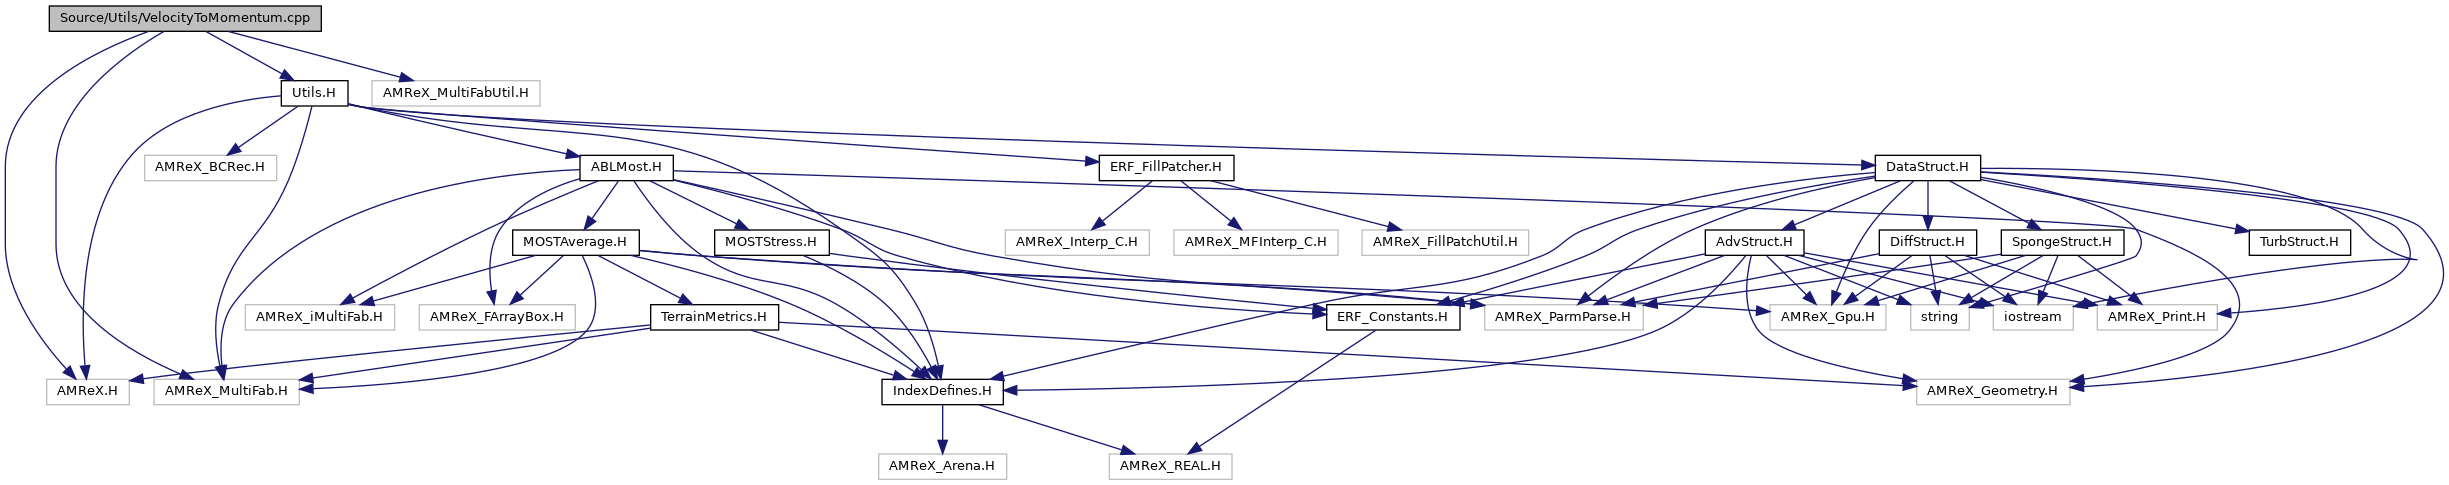 Source/Utils/VelocityToMomentum.cpp
Utils.H
AMReX_MultiFabUtil.H
AMReX_BCRec.H
ABLMost.H
ERF_FillPatcher.H
DataStruct.H
MOSTAverage.H
MOSTStress.H
AMReX_Interp_C.H
AMReX_MFInterp_C.H
AMReX_FillPatchUtil.H
AdvStruct.H
DiffStruct.H
SpongeStruct.H
TurbStruct.H
AMReX_iMultiFab.H
AMReX_FArrayBox.H
TerrainMetrics.H
ERF_Constants.H
AMReX_ParmParse.H
AMReX_Gpu.H
string
iostream
AMReX_Print.H
AMReX.H
AMReX_MultiFab.H
IndexDefines.H
AMReX_Geometry.H
AMReX_Arena.H
AMReX_REAL.H